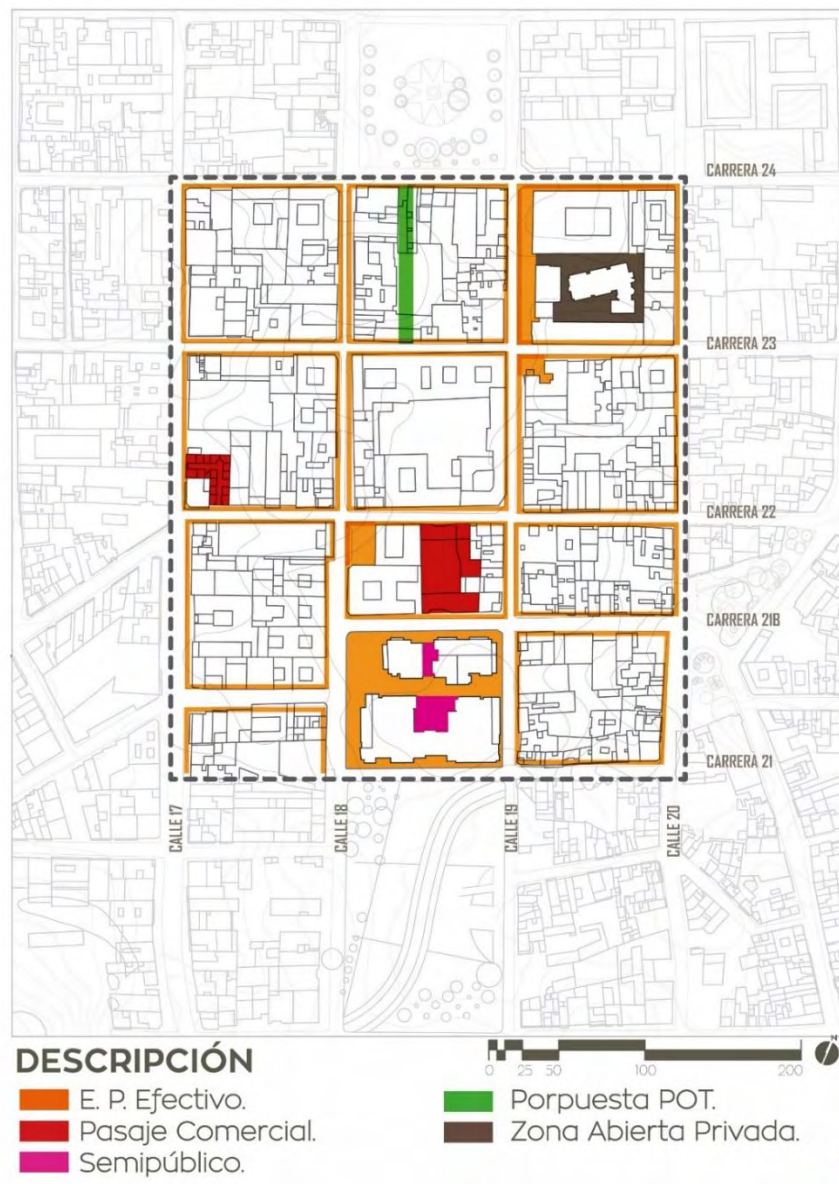 CARRERA 24
CARRERA 23
CARRERA 22
CARRERA 21B
CARRERA 21
CALLE 17
CALLE 18
CALLE 19
CALLE 20
DESCRIPCIÓN
0 25 50 100 200
N
E. P. Efectivo.
Pasaje Comercial.
Semipúblico.
Porpuesta POT.
Zona Abierta Privada.